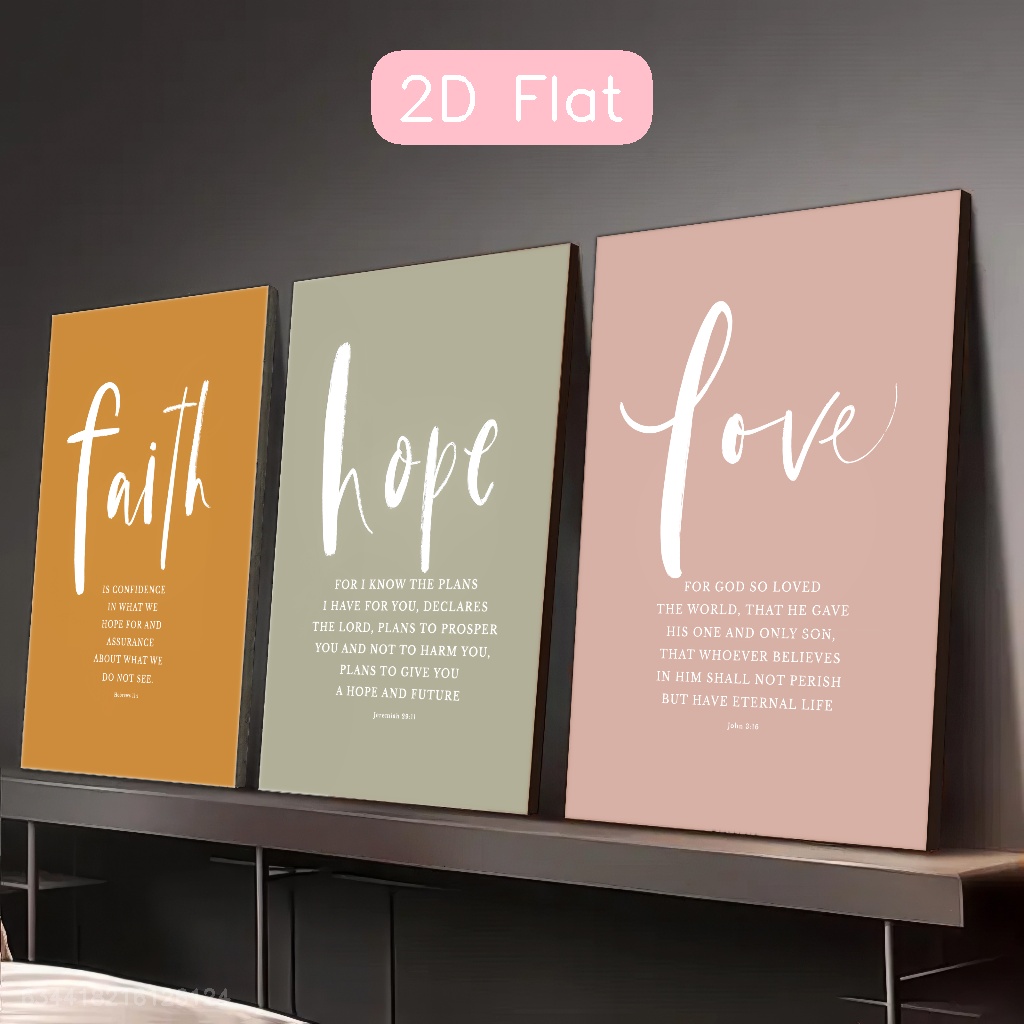 2D Flat
faith
IS CONFIDENCE
IN WHAT WE
HOPE FOR AND
ASSURANCE
ABOUT WHAT WE
DO NOT SEE.
hope
FOR I KNOW THE PLANS
I HAVE FOR YOU, DECLARES
THE LORD, PLANS TO PROSPER
YOU AND NOT TO HARM YOU,
PLANS TO GIVE YOU
A HOPE AND FUTURE
Jeremiah 29:11
love
FOR GOD SO LOVED
THE WORLD, THAT HE GAVE
HIS ONE AND ONLY SON,
THAT WHOEVER BELIEVES
IN HIM SHALL NOT PERISH
BUT HAVE ETERNAL LIFE
John 3:16